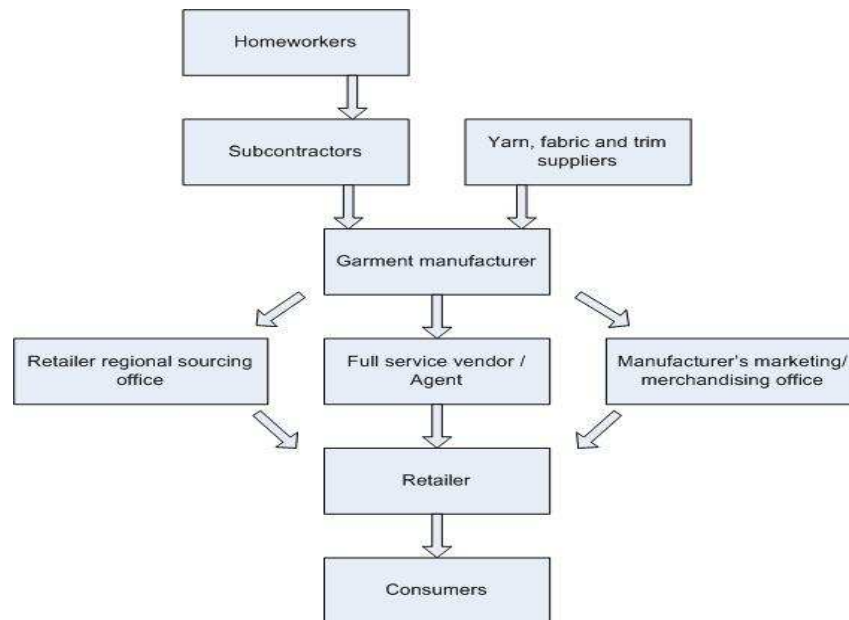 Homeworkers
Subcontractors
Yarn, fabric and trim
suppliers
Garment manufacturer
Retailer regional sourcing
office
Full service vendor /
Agent
Manufacturer's marketing/
merchandising office
Retailer
Consumers